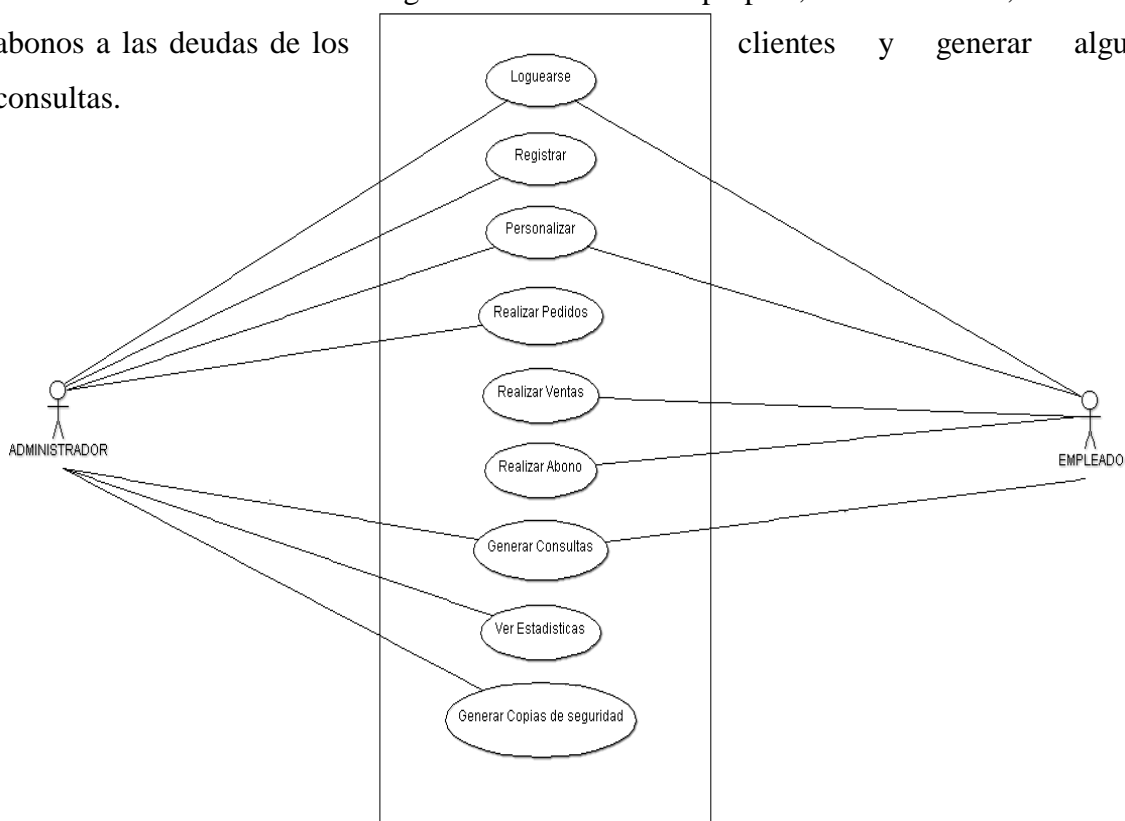 abonos a las deudas de los clientes y generar
consultas.
Loguearse
Registrar
Personalizar
Realizar Pedidos
Realizar Ventas
ADMINISTRADOR
Realizar Abono
EMPLEADO
Generar Consultas
Ver Estadisticas
Generar Copias de seguridad